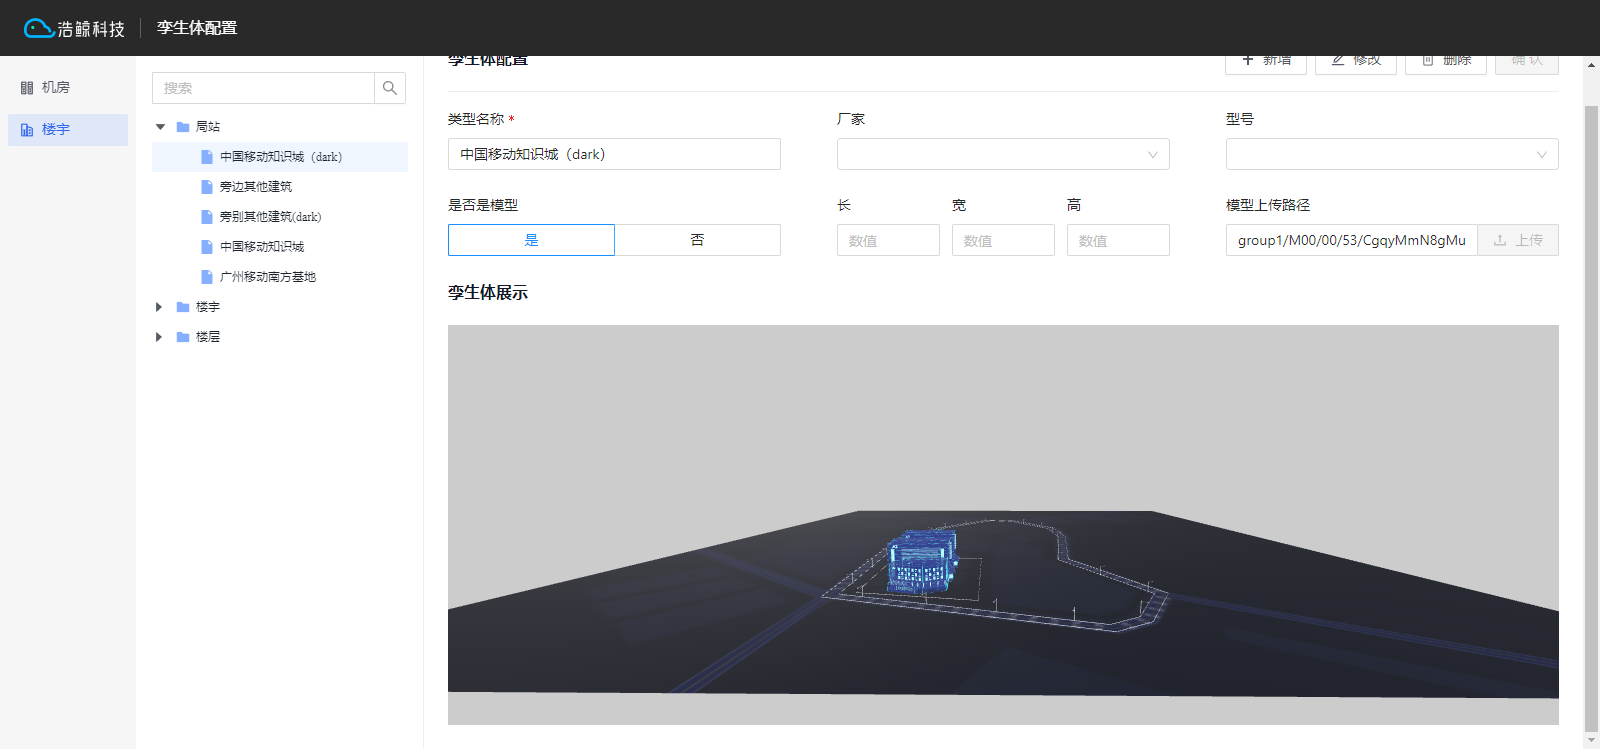 浩鲸科技
孪生体配置
机房
楼宇
搜索
局站
中国移动知识城（dark）
旁边其他建筑
旁别其他建筑(dark)
中国移动知识城
广州移动南方基地
楼宇
楼层
孪生体配置
新增
修改
删除
确 认
类型名称 *
厂家
型号
中国移动知识城（dark）
是否是模型
长
宽
高
模型上传路径
是
否
数值
数值
数值
group1/M00/00/53/CgqyMmN8gMu
上传
孪生体展示